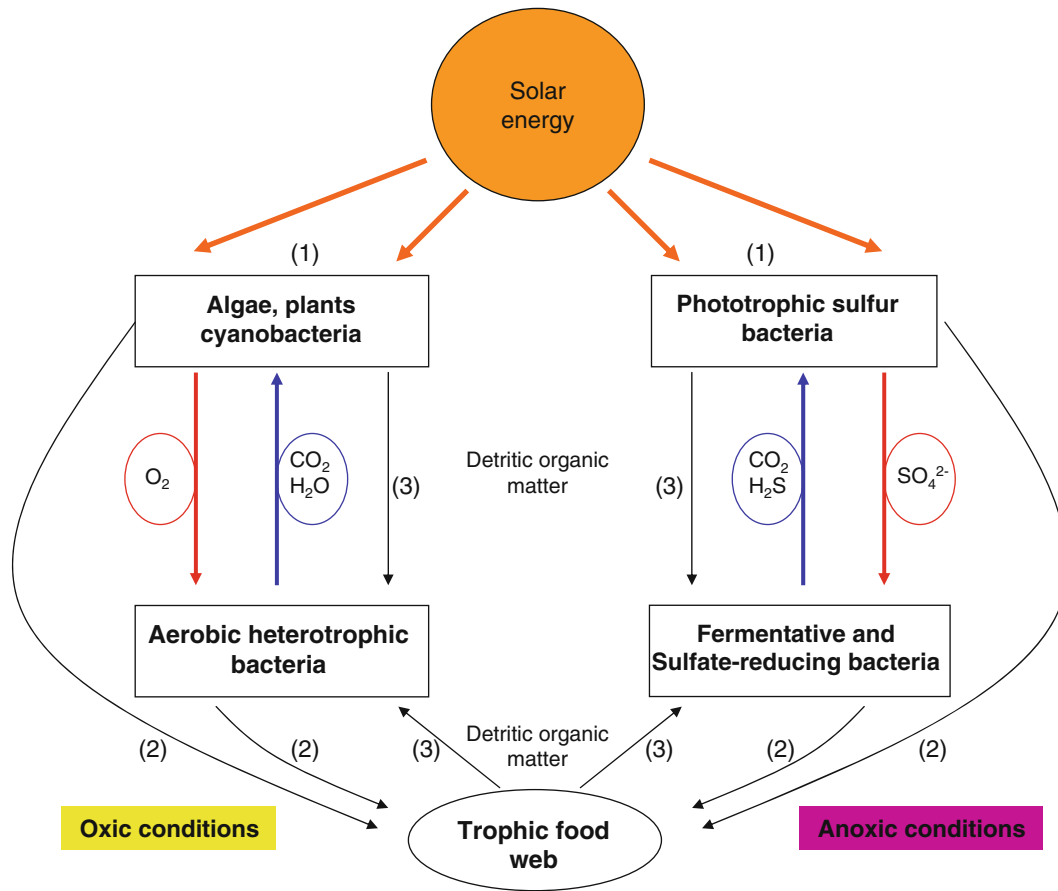 Solar
energy
(1)
(1)
Algae, plants
cyanobacteria
Phototrophic sulfur
bacteria
O₂
CO₂
H₂O
(3)
Detritic organic
matter
(3)
CO₂
H₂S
SO₄²⁻
Aerobic heterotrophic
bacteria
Fermentative and
Sulfate-reducing bacteria
(2)
(2)
(3)
Detritic organic
matter
(3)
(2)
(2)
Oxic conditions
Trophic food
web
Anoxic conditions